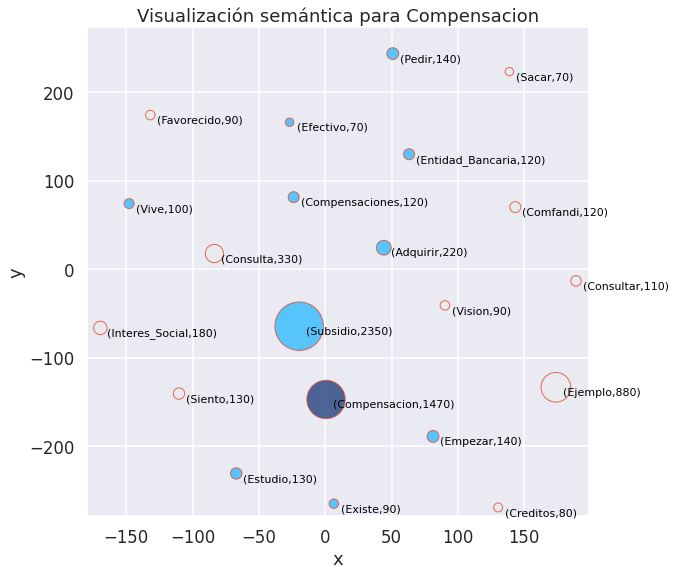 Visualización semántica para Compensacion
(Pedir,140)
(Sacar,70)
200
(Favorecido,90)
(Efectivo,70)
(Entidad_Bancaria,120)
100
(Compensaciones,120)
(Vive,100)
(Comfandi,120)
(Adquirir,220)
(Consulta,330)
y
0
(Consultar,110)
(Vision,90)
(Interes_Social,180)
(Subsidio,2350)
−100
(Ejemplo,880)
(Siento,130)
(Compensacion,1470)
(Empezar,140)
−200
(Estudio,130)
(Existe,90)
(Creditos,80)
−150 −100 −50 0 50 100 150
x